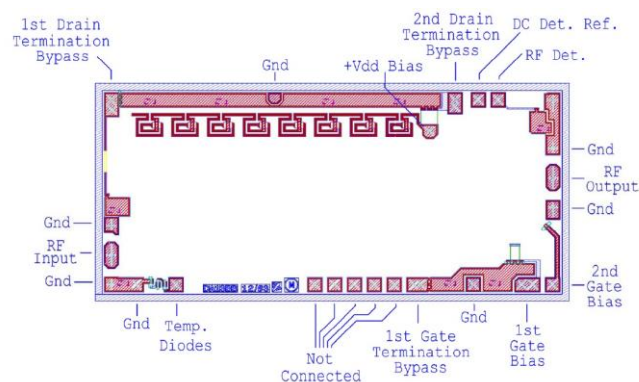 1st Drain
Termination
Bypass
Gnd
+Vdd Bias
2nd Drain
Termination
Bypass
DC Det. Ref.
RF Det.
Gnd
RF
Output
Gnd
Gnd
RF
Input
Gnd
Gnd
Temp.
Diodes
Not
Connected
1st Gate
Termination
Bypass
Gnd
1st Gate
Bias
2nd
Gate
Bias